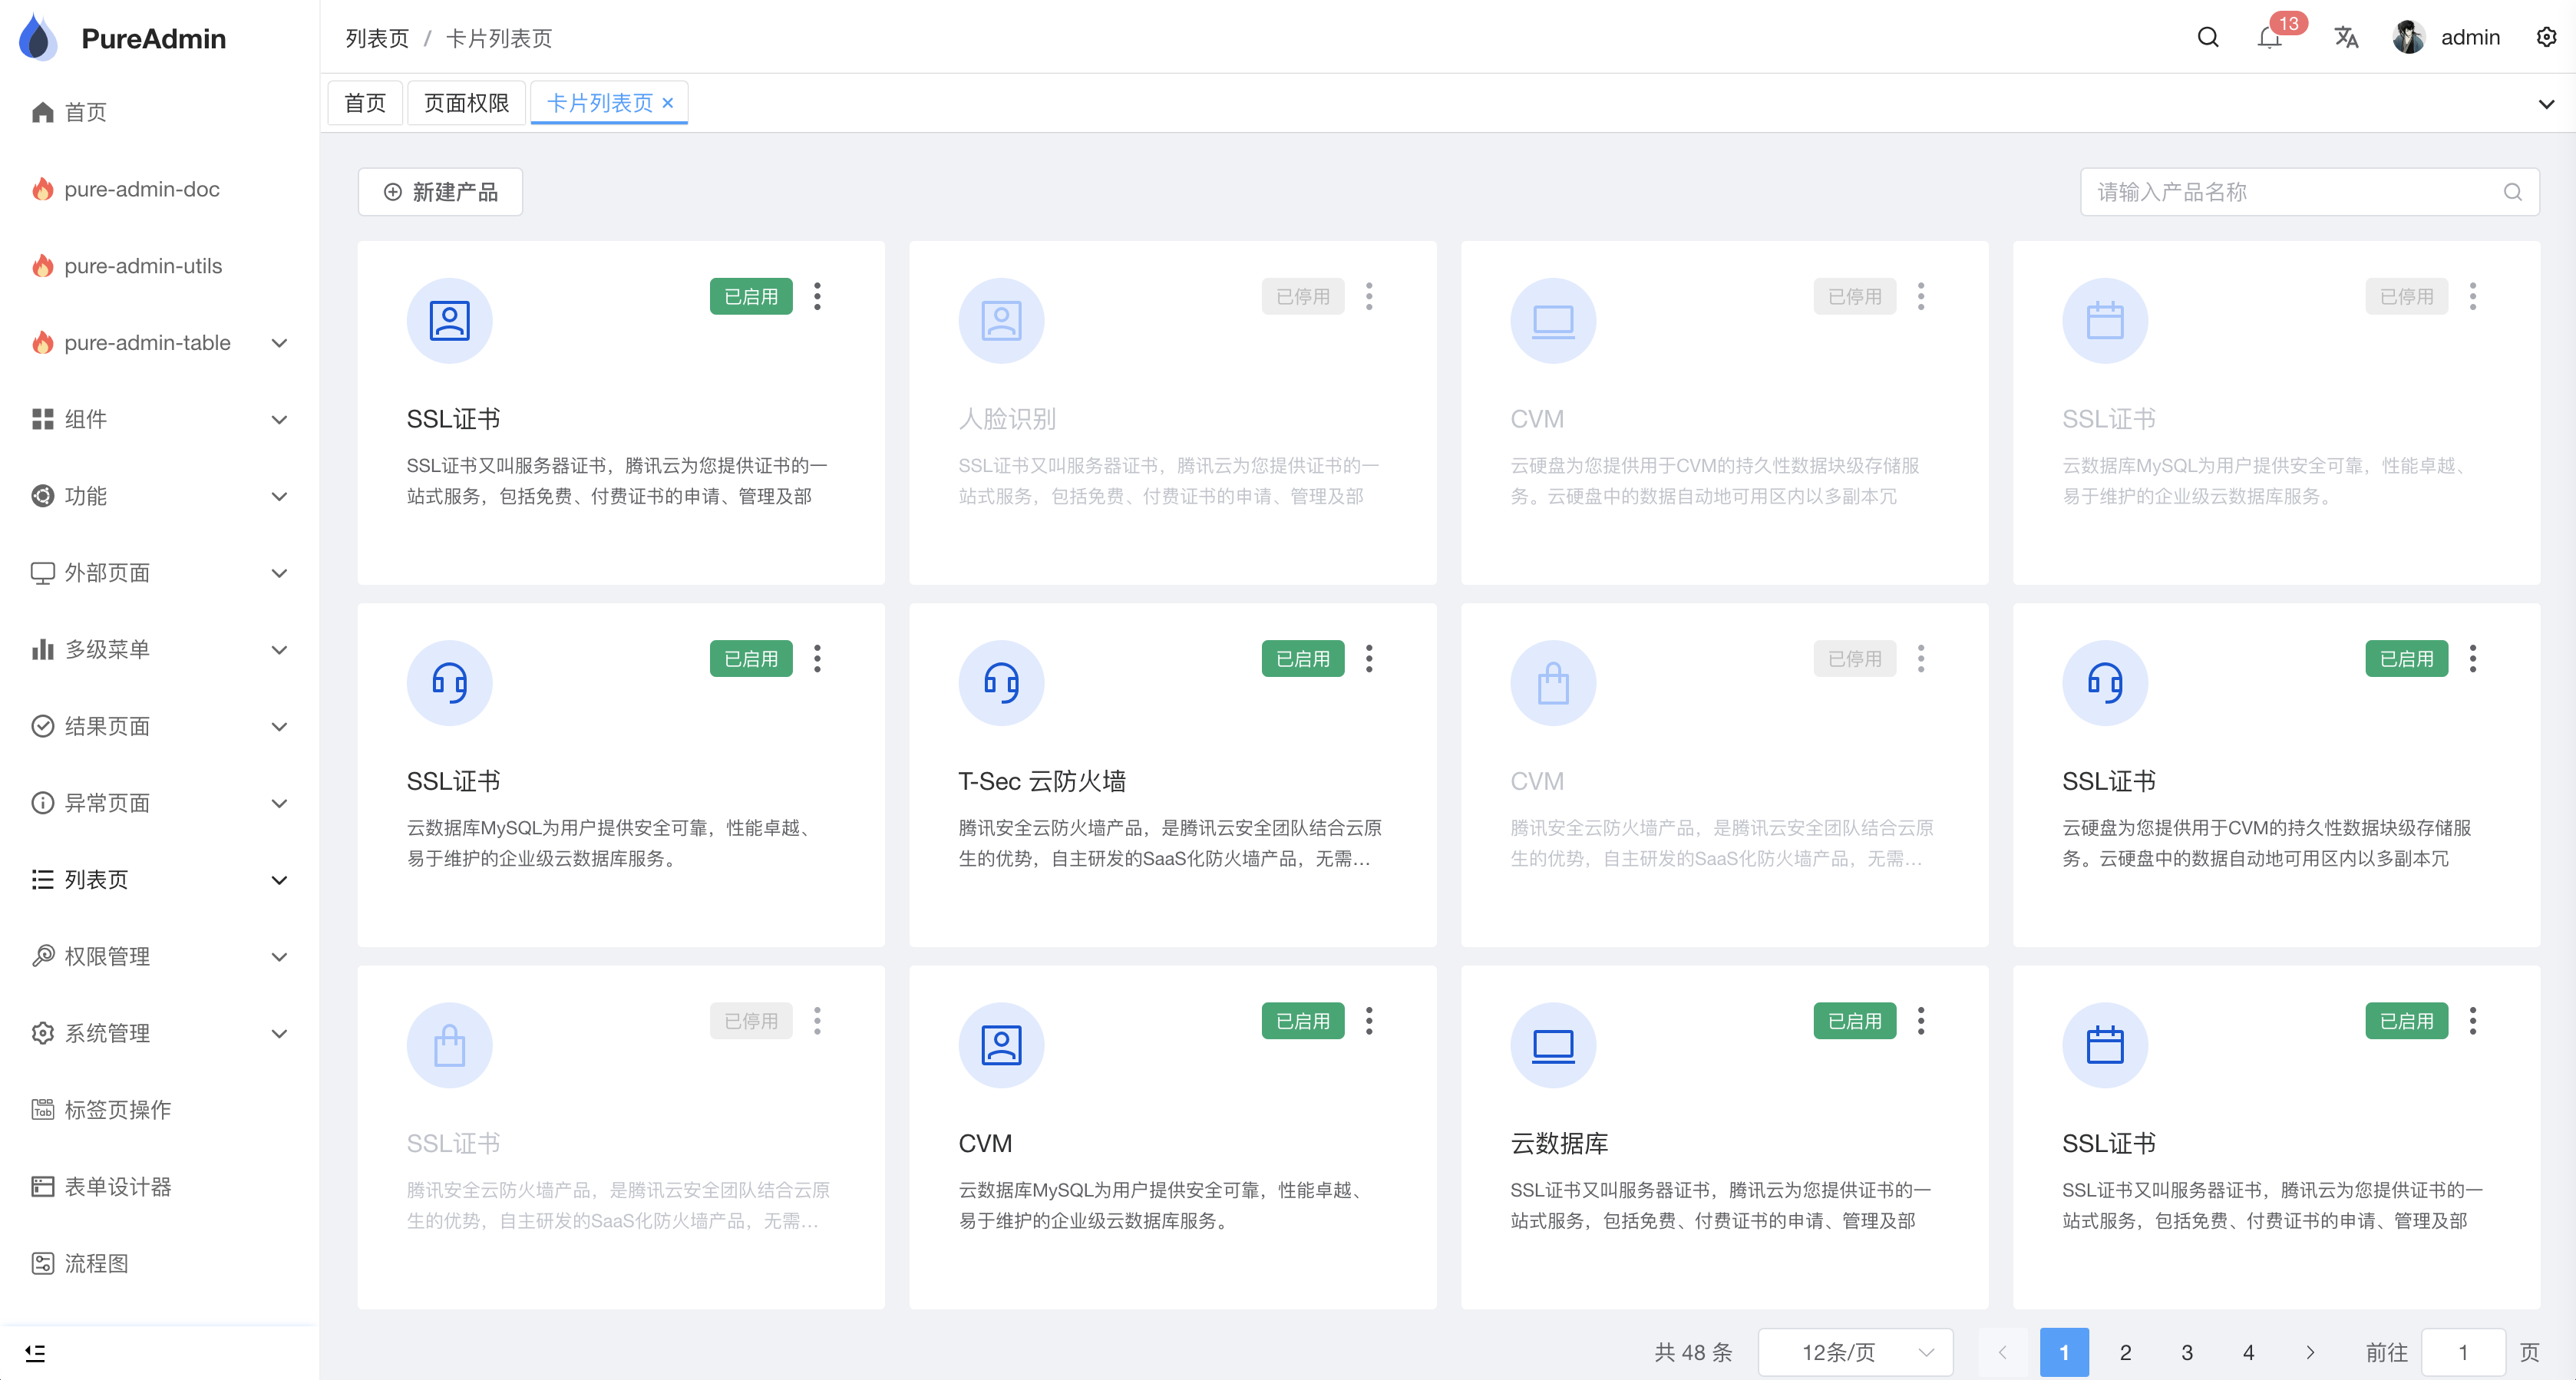 PureAdmin
首页
pure-admin-doc
pure-admin-utils
pure-admin-table
组件
功能
外部页面
多级菜单
结果页面
异常页面
列表页
权限管理
系统管理
Tab 标签页操作
表单设计器
流程图
列表页 / 卡片列表页
13
admin
首页 页面权限 卡片列表页
新建产品
请输入产品名称
已启用
SSL证书
SSL证书又叫服务器证书，腾讯云为您提供证书的一
站式服务，包括免费、付费证书的申请、管理及部
已停用
人脸识别
SSL证书又叫服务器证书，腾讯云为您提供证书的一
站式服务，包括免费、付费证书的申请、管理及部
已停用
CVM
云硬盘为您提供用于CVM的持久性数据块级存储服
务。云硬盘中的数据自动地可用区内以多副本冗
已停用
SSL证书
云数据库MySQL为用户提供安全可靠，性能卓越、
易于维护的企业级云数据库服务。
已启用
SSL证书
云数据库MySQL为用户提供安全可靠，性能卓越、
易于维护的企业级云数据库服务。
已启用
T-Sec 云防火墙
腾讯安全云防火墙产品，是腾讯云安全团队结合云原
生的优势，自主研发的SaaS化防火墙产品，无需...
已停用
CVM
腾讯安全云防火墙产品，是腾讯云安全团队结合云原
生的优势，自主研发的SaaS化防火墙产品，无需...
已启用
SSL证书
云硬盘为您提供用于CVM的持久性数据块级存储服
务。云硬盘中的数据自动地可用区内以多副本冗
已停用
SSL证书
腾讯安全云防火墙产品，是腾讯云安全团队结合云原
生的优势，自主研发的SaaS化防火墙产品，无需...
已启用
CVM
云数据库MySQL为用户提供安全可靠，性能卓越、
易于维护的企业级云数据库服务。
已启用
云数据库
SSL证书又叫服务器证书，腾讯云为您提供证书的一
站式服务，包括免费、付费证书的申请、管理及部
已启用
SSL证书
SSL证书又叫服务器证书，腾讯云为您提供证书的一
站式服务，包括免费、付费证书的申请、管理及部
共 48 条 12条/页 1 2 3 4 前往 1 页